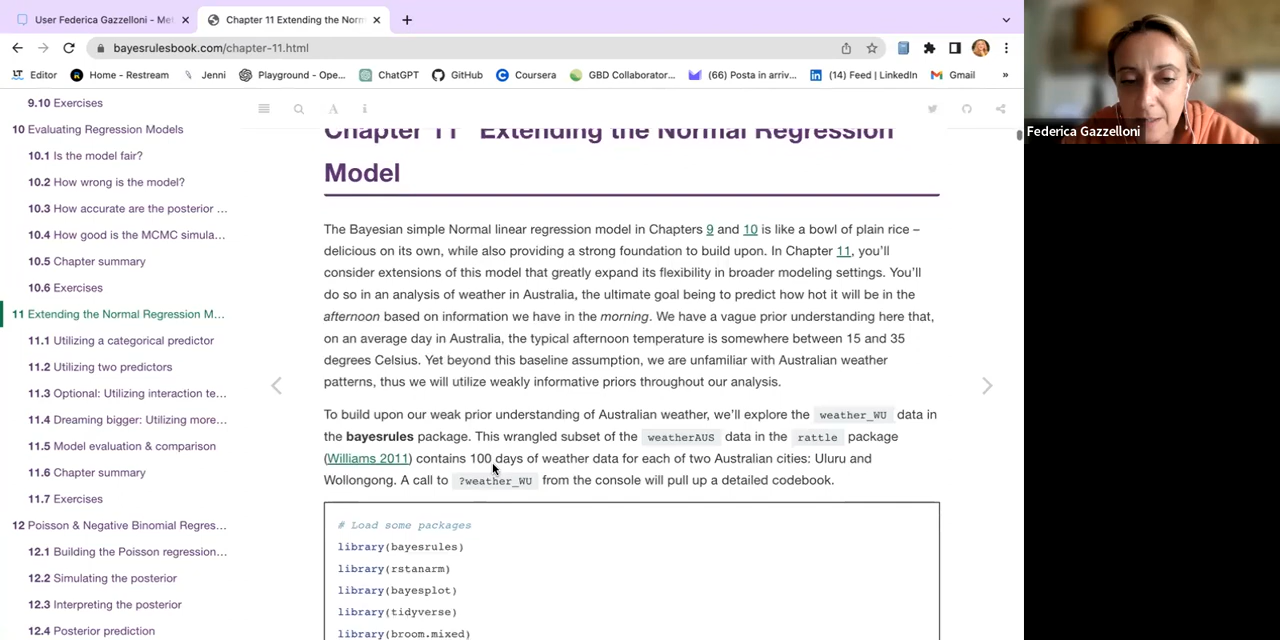 User Federica Gazzelloni - Me
Chapter 11 Extending the Norm
bayesrulesbook.com/chapter-11.html
Editor
Home - Restream
Jenni
Playground - Ope...
ChatGPT
GitHub
Coursera
GBD Collaborator...
(66) Posta in arriv...
(14) Feed | LinkedIn
Gmail
»
9.10 Exercises
10 Evaluating Regression Models
10.1 Is the model fair?
10.2 How wrong is the model?
10.3 How accurate are the posterior ...
10.4 How good is the MCMC simula...
10.5 Chapter summary
10.6 Exercises
11 Extending the Normal Regression M...
11.1 Utilizing a categorical predictor
11.2 Utilizing two predictors
11.3 Optional: Utilizing interaction te...
11.4 Dreaming bigger: Utilizing more...
11.5 Model evaluation & comparison
11.6 Chapter summary
11.7 Exercises
12 Poisson & Negative Binomial Regres...
12.1 Building the Poisson regression...
12.2 Simulating the posterior
12.3 Interpreting the posterior
12.4 Posterior prediction
Chapter 11 Extending the Normal Regression
Model
The Bayesian simple Normal linear regression model in Chapters 9 and 10 is like a bowl of plain rice –
delicious on its own, while also providing a strong foundation to build upon. In Chapter 11, you'll
consider extensions of this model that greatly expand its flexibility in broader modeling settings. You'll
do so in an analysis of weather in Australia, the ultimate goal being to predict how hot it will be in the
afternoon based on information we have in the morning. We have a vague prior understanding here that,
on an average day in Australia, the typical afternoon temperature is somewhere between 15 and 35
degrees Celsius. Yet beyond this baseline assumption, we are unfamiliar with Australian weather
patterns, thus we will utilize weakly informative priors throughout our analysis.
To build upon our weak prior understanding of Australian weather, we'll explore the weather_WU data in
the bayesrules package. This wrangled subset of the weatherAUS data in the rattle package
(Williams 2011) contains 100 days of weather data for each of two Australian cities: Uluru and
Wollongong. A call to ?weather_WU from the console will pull up a detailed codebook.
# Load some packages
library(bayesrules)
library(rstanarm)
library(bayesplot)
library(tidyverse)
library(broom.mixed)
Federica Gazzelloni